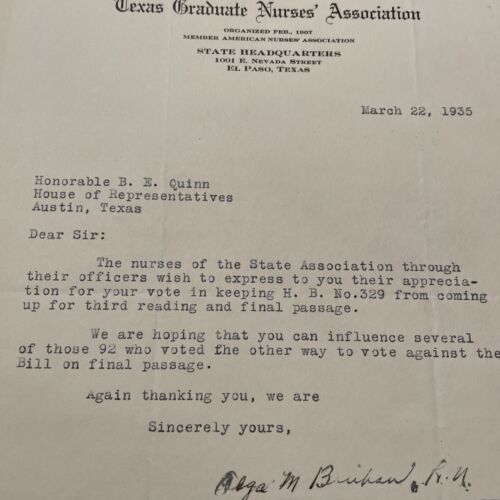 Texas Graduate Nurses' Association
ORGANIZED FEB., 1907
MEMBER AMERICAN NURSES' ASSOCIATION
STATE HEADQUARTERS
1001 E. NEVADA STREET
EL PASO, TEXAS
March 22, 1935
Honorable B. E. Quinn
House of Representatives
Austin, Texas
Dear Sir:
The nurses of the State Association through
their officers wish to express to you their apprecia-
tion for your vote in keeping H. B. No.329 from coming
up for third reading and final passage.
We are hoping that you can influence several
of those 92 who voted the other way to vote against the
Bill on final passage.
Again thanking you, we are
Sincerely yours,
M R.N.